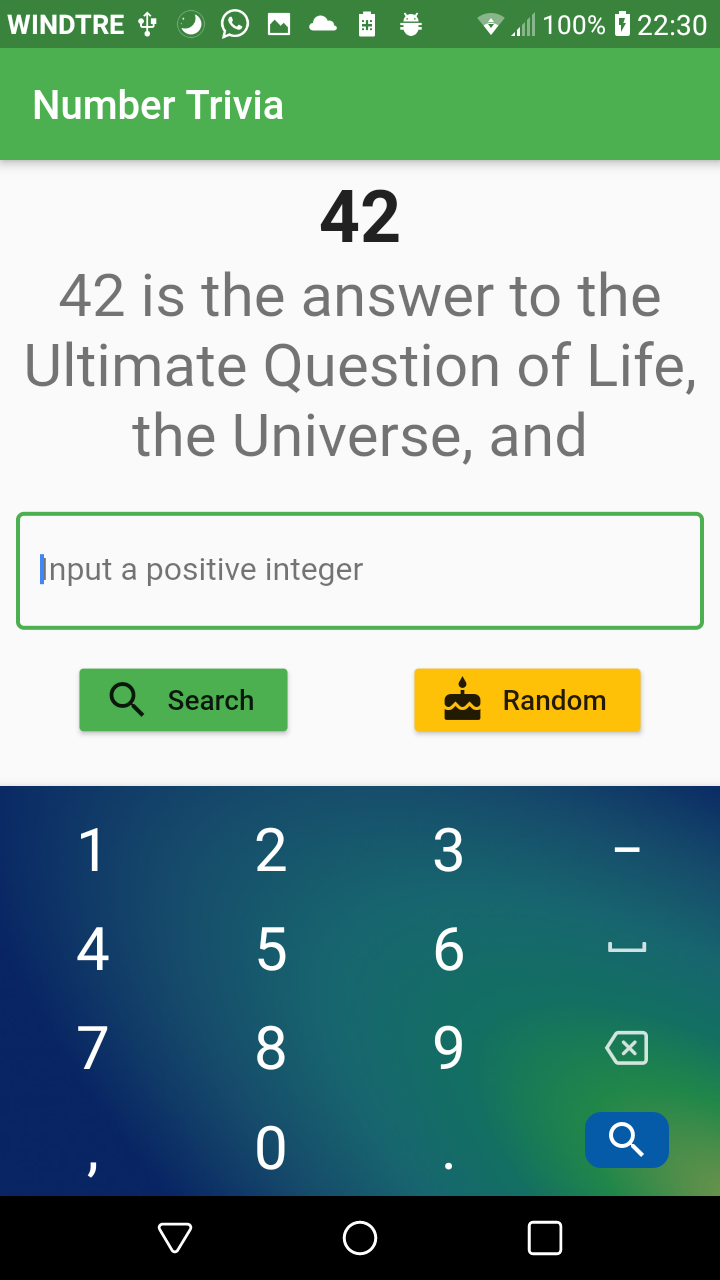 WINDTRE 100% 22:30
Number Trivia
42
42 is the answer to the
Ultimate Question of Life,
the Universe, and
Input a positive integer
Search Random
1 2 3 –
4 5 6
7 8 9
, 0 .